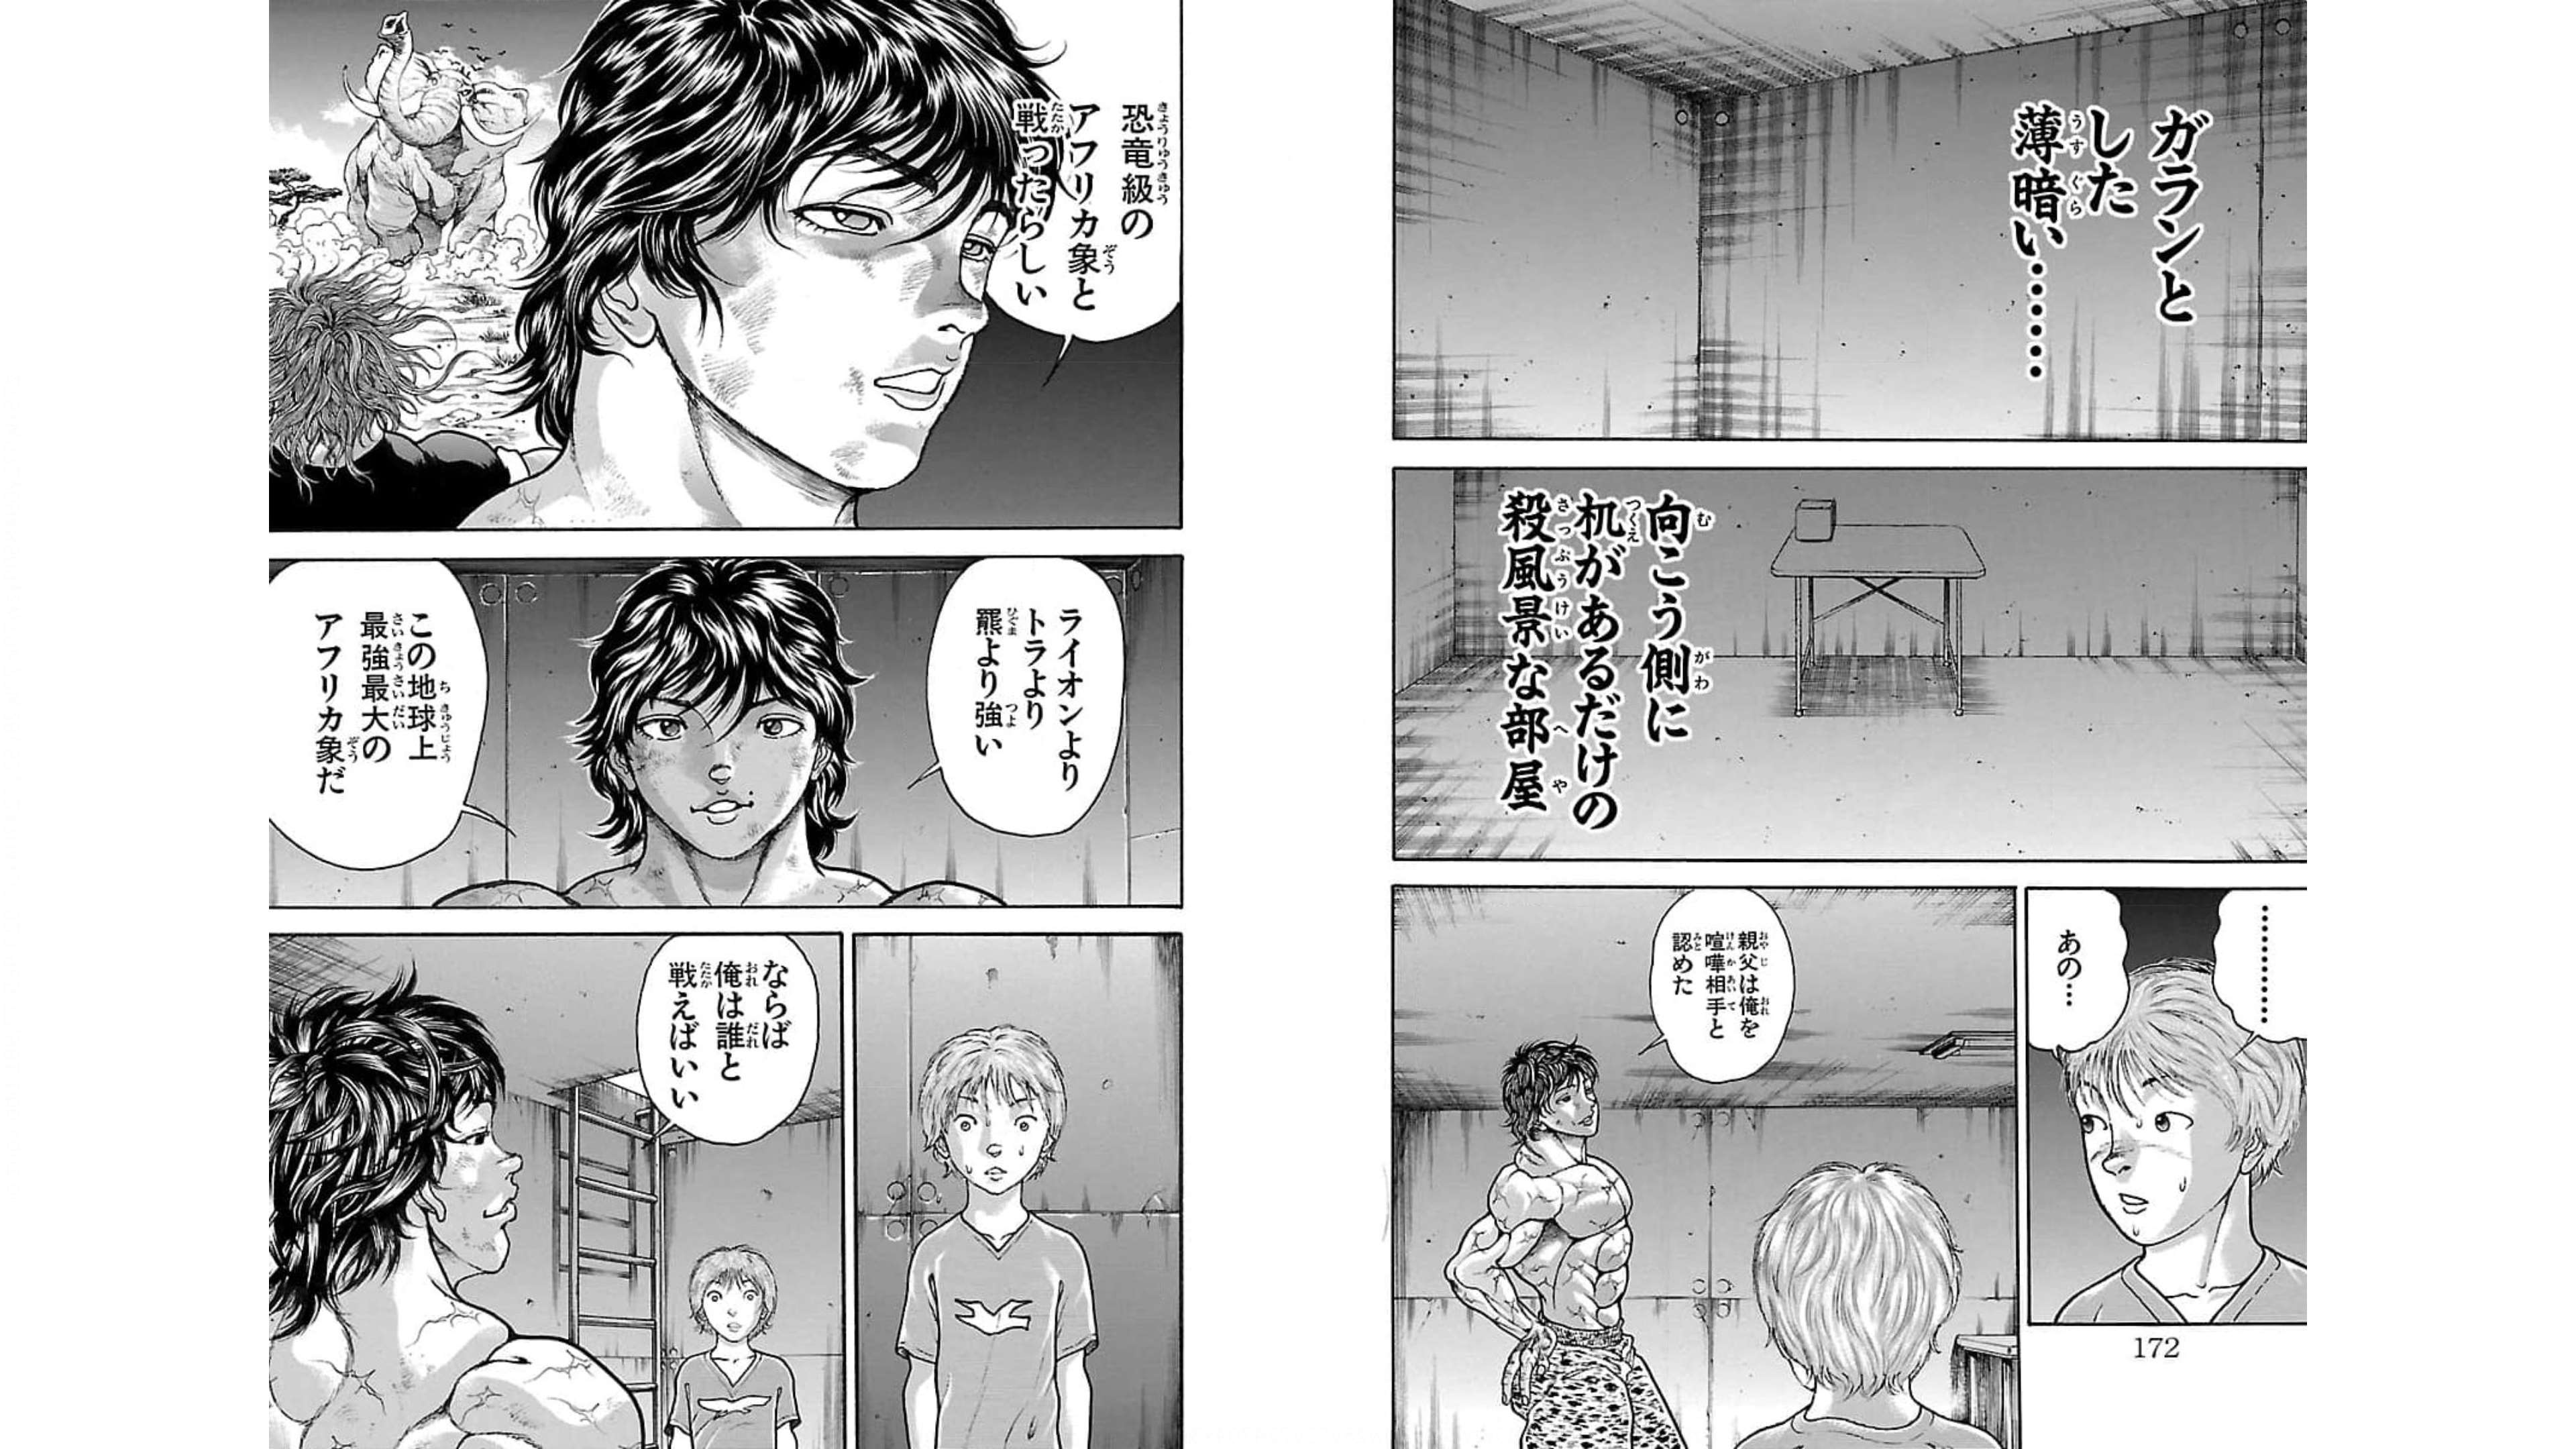 ガランと
した
薄暗い………
向こう側に
机があるだけの
殺風景な部屋
…………
あの…
親父は俺を
喧嘩相手と
認めた
172
恐竜級の
アフリカ象と
戦ったらしい
ライオンより
トラより
羆より強い
この地球上
最強最大の
アフリカ象だ
ならば
俺は誰と
戦えばいい